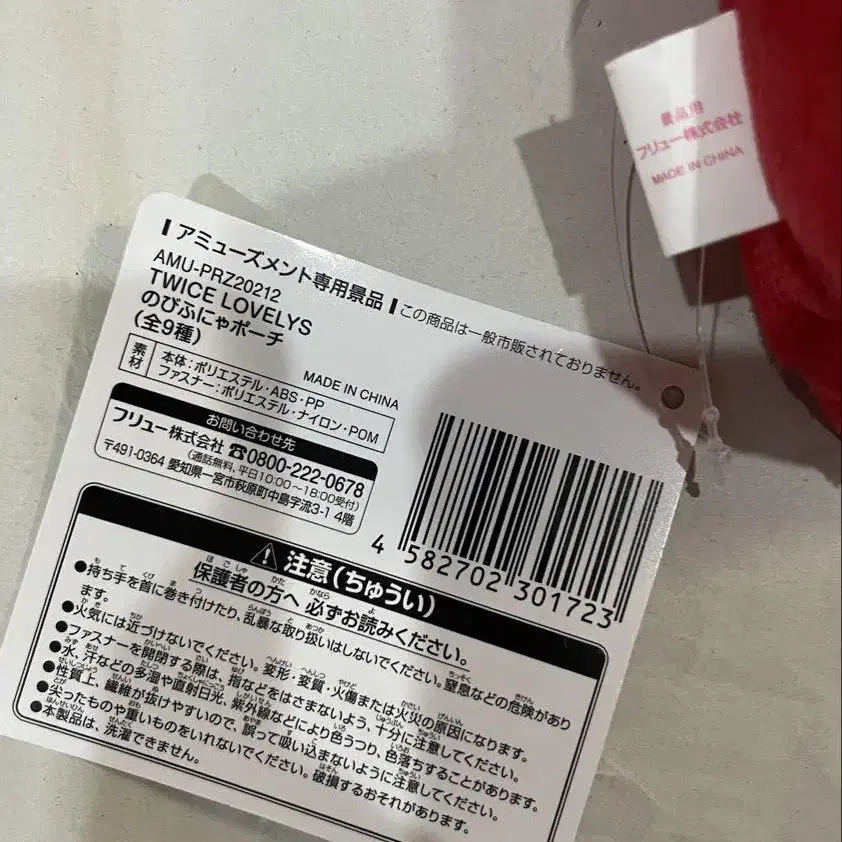 景品用
フリュー株式会社
MADE IN CHINA
アミューズメント専用景品 この商品は一般市販されておりません。
AMU-PRZ20212
TWICE LOVELYS
のびふにゃポーチ
(全9種)
MADE IN CHINA
素材 本体:ポリエステル・ABS・PP
ファスナー:ポリエステル・ナイロン・POM
お問い合わせ先
フリュー株式会社 ☎0800-222-0678
(通話無料、平日10:00~18:00受付)
〒491-0364 愛知県一宮市萩原町中島字流3-1 4階
4 582702 301723
注意(ちゅうい)
保護者の方へ 必ずお読みください。
●持ち手を首に巻き付けたり、乱暴な取り扱いはしないでください。窒息などの危険があり
ます。
●火気には近づけないでください。変形・変質・火傷または火災の原因になります。
●ファスナーを開閉する際は、指などをはさまないよう、十分に注意してください。
●水、汗などの多湿や直射日光、紫外線などにより色うつり、色落ちすることがあります。
●性質上、繊維が抜けやすいので、誤って吸い込まないように注意してください。
●尖ったものや重いものをいれないでください。破損するおそれがあります。
●本製品は、洗濯できません。